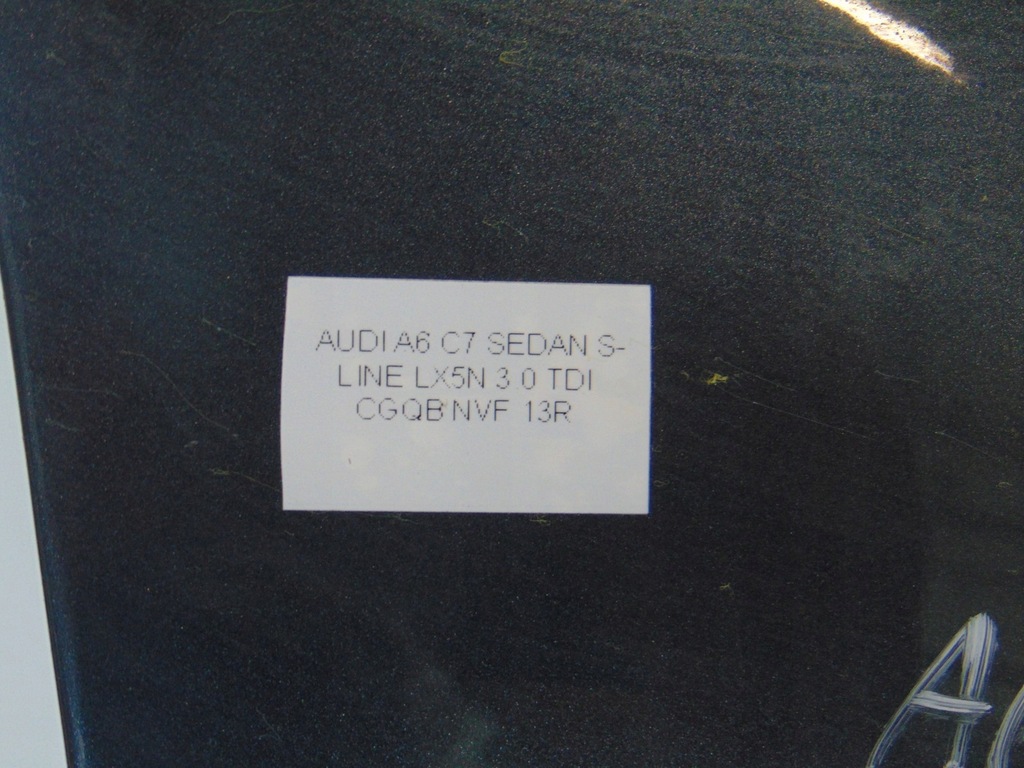 AUDI A6 C7 SEDAN S-
LINE LX5N 3.0 TDI
CGQB NVF 13R
A